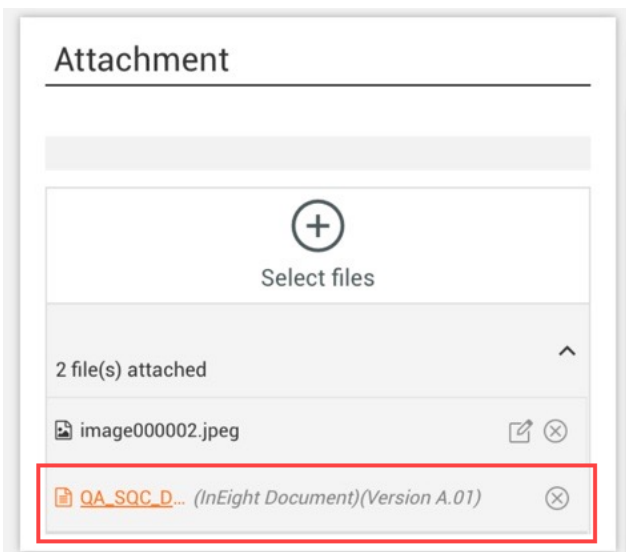 Attachment
Select files
2 file(s) attached
image000002.jpeg
QA_SQC_D... (InEight Document)(Version A.01)